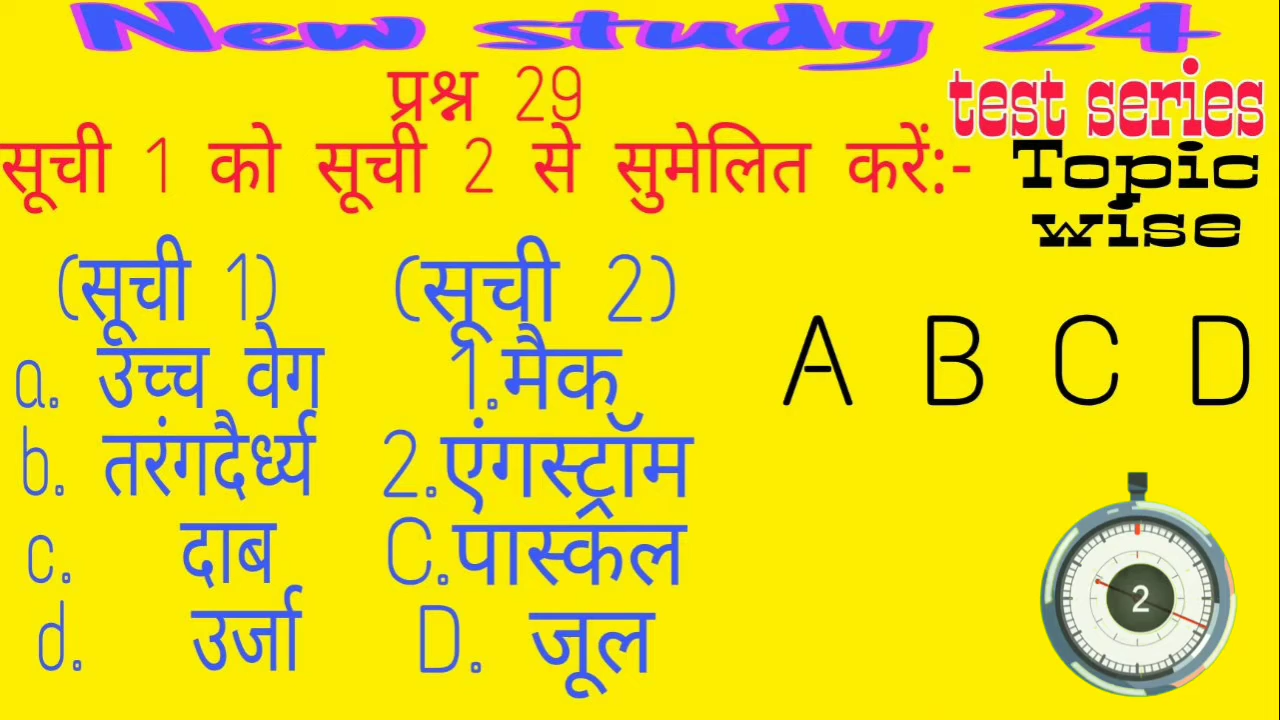 New study 24
प्रश्न 29
test series
सूची 1 को सूची 2 से सुमेलित करें:-
Topic
wise
(सूची 1) (सूची 2)
A B C D
a. उच्च वेग 1.मैक
b. तरंगदैर्ध्य 2.एंगस्ट्रॉम
c. दाब C.पास्कल
d. उर्जा D. जूल
2